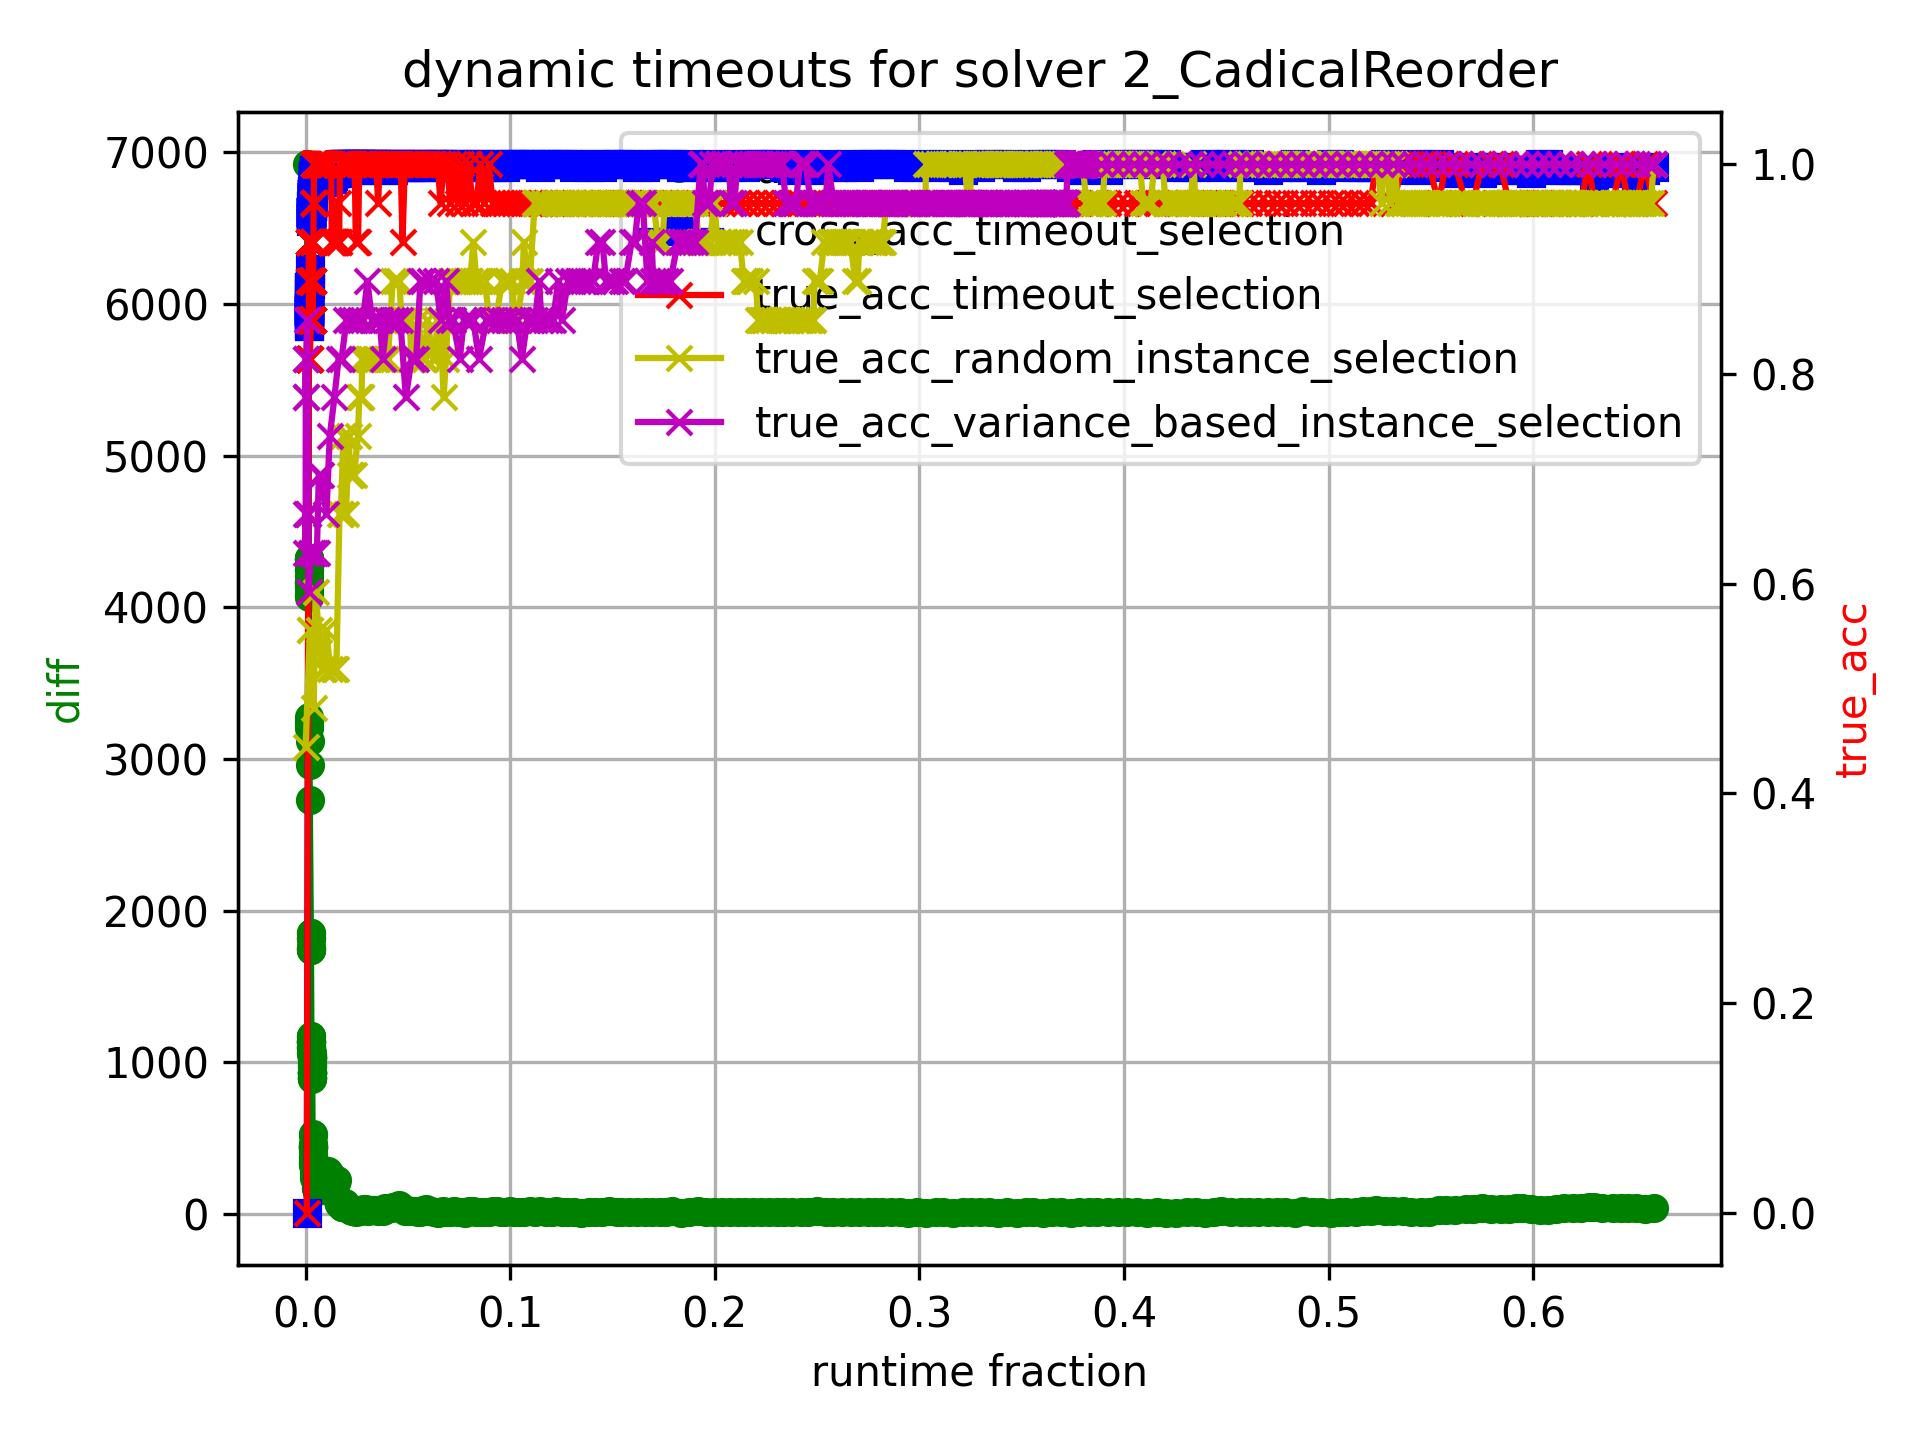 dynamic timeouts for solver 2_CadicalReorder
7000
6000
5000
4000
3000
2000
1000
0
diff
1.0
0.8
0.6
0.4
0.2
0.0
true_acc
cross_acc_timeout_selection
true_acc_timeout_selection
true_acc_random_instance_selection
true_acc_variance_based_instance_selection
0.0 0.1 0.2 0.3 0.4 0.5 0.6
runtime fraction